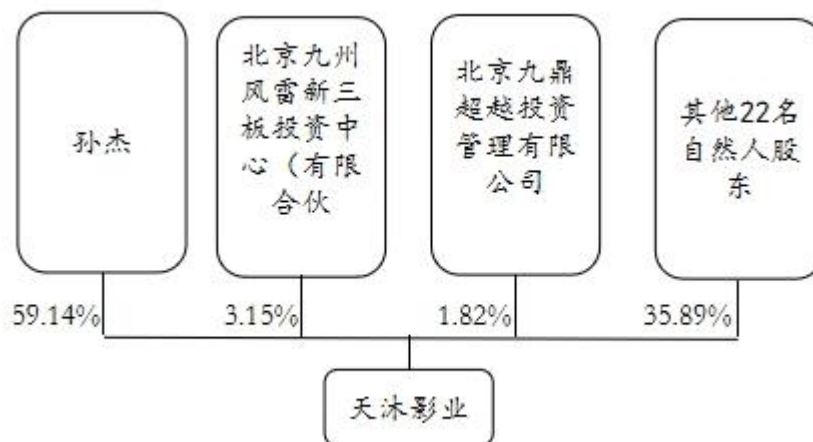 孙杰
北京九州
风雷新三
板投资中
心（有限
合伙
北京九鼎
超越投资
管理有限
公司
其他22名
自然人股
东
59.14%
3.15%
1.82%
35.89%
天沐影业